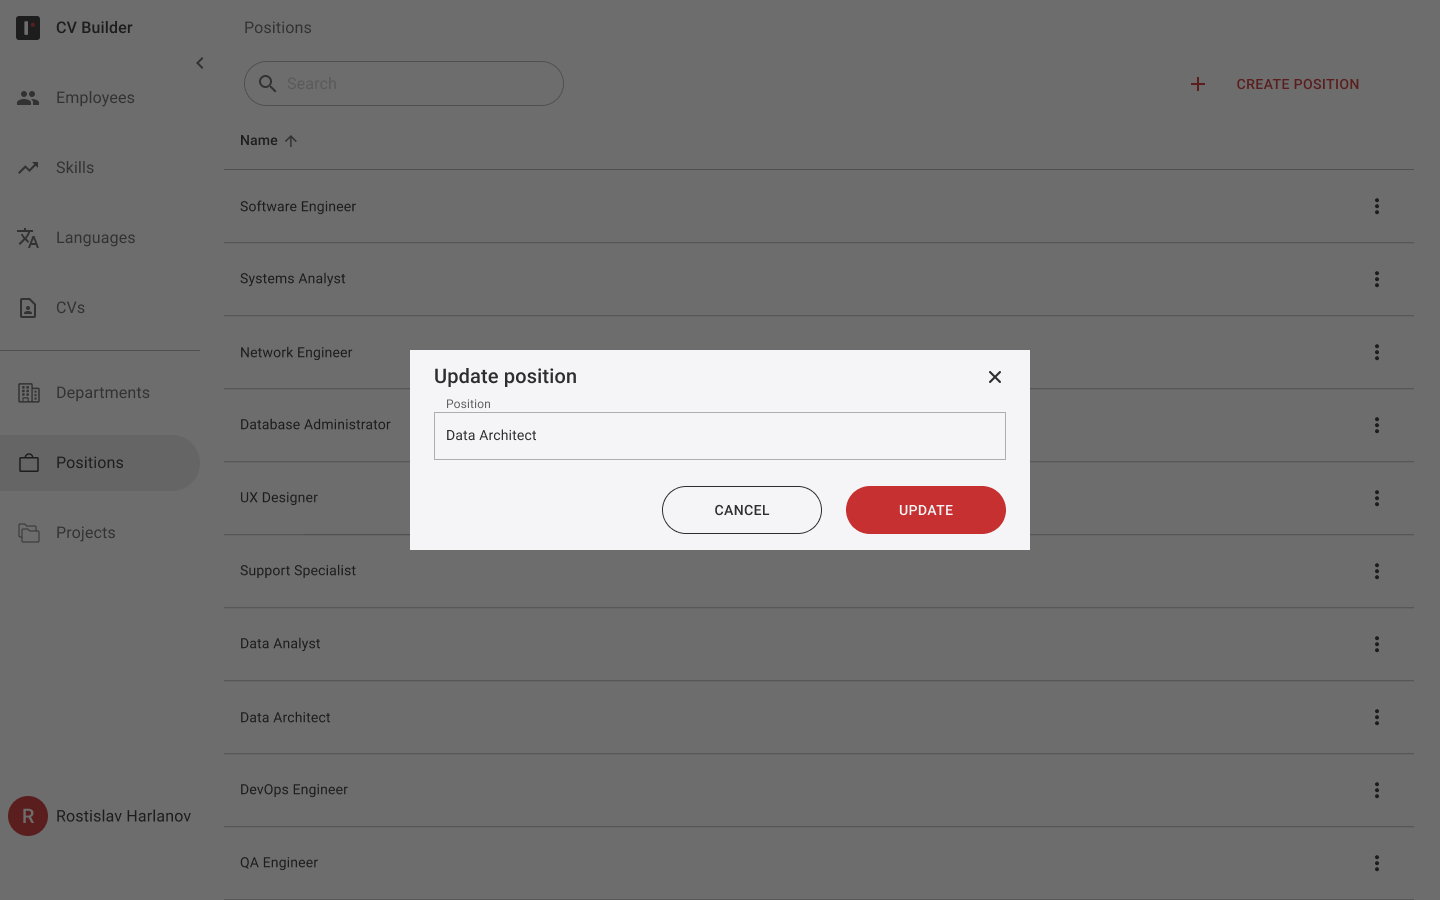 CV Builder
Positions
Employees
Search
CREATE POSITION
Skills
Name
Software Engineer
Languages
Systems Analyst
CVs
Network Engineer
Update position
Position
Departments
Database Administrator
Data Architect
Positions
UX Designer
CANCEL
UPDATE
Projects
Support Specialist
Data Analyst
Data Architect
DevOps Engineer
R
Rostislav Harlanov
QA Engineer